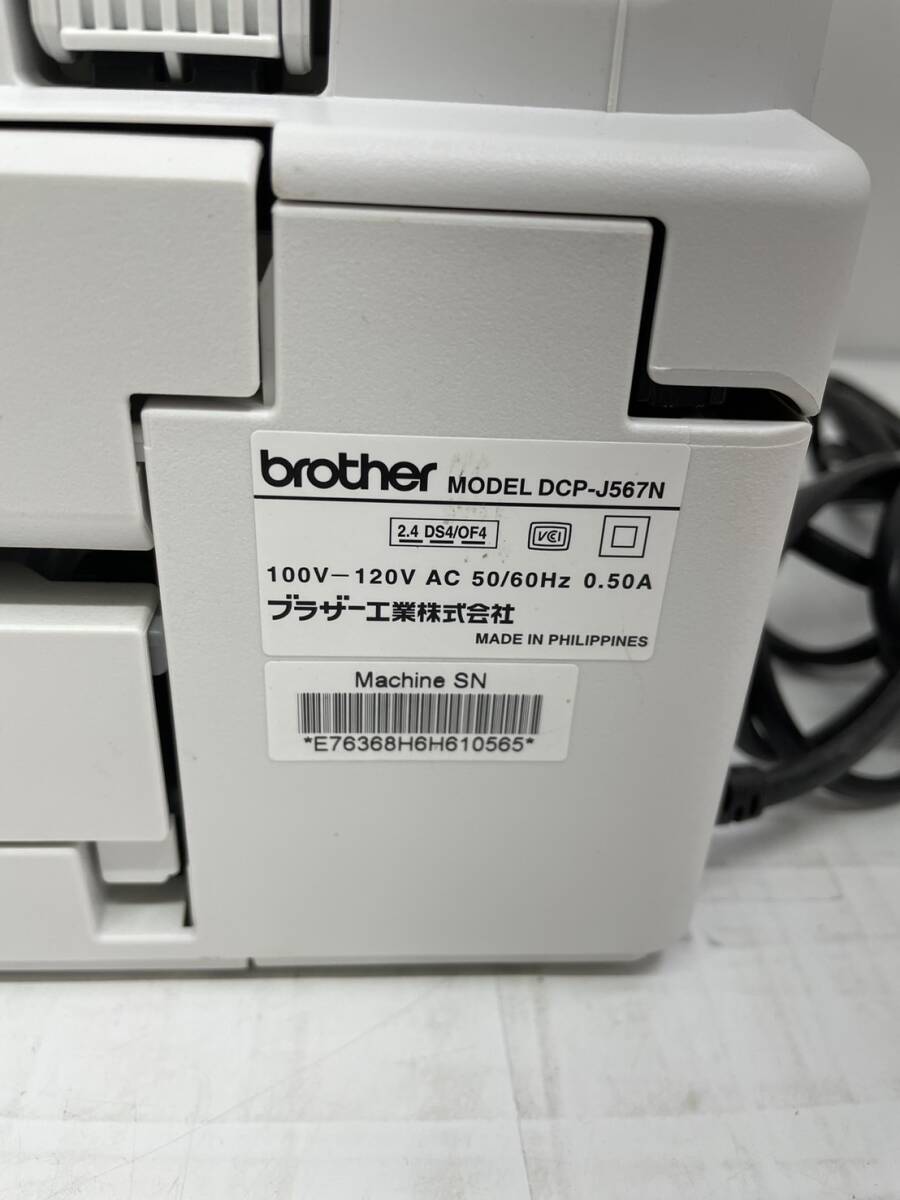 brother MODEL DCP-J567N
2.4 DS4/OF4 VCI
100V－120V AC 50/60Hz 0.50A
ブラザー工業株式会社
MADE IN PHILIPPINES
Machine SN
*E76368H6H610565*